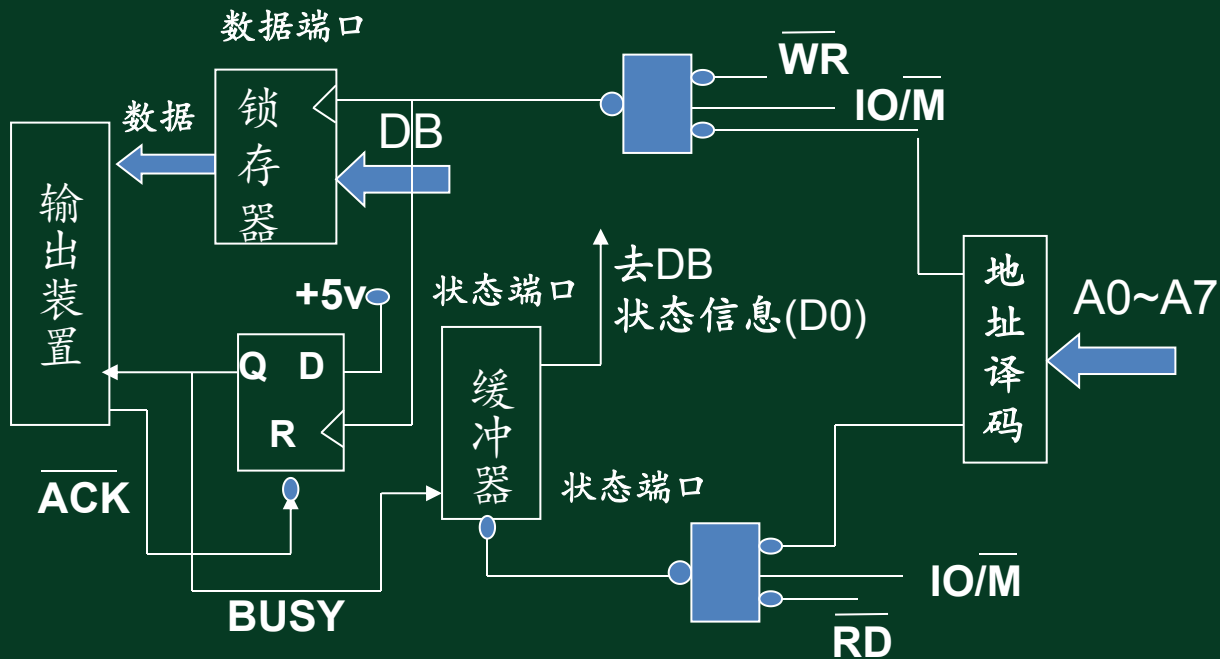 数据端口
WR
IO/M
锁存器
数据
DB
输出装置
+5v
状态端口
去DB
状态信息(D0)
地址译码
A0~A7
Q D
R
缓冲器
状态端口
ACK
IO/M
BUSY
RD